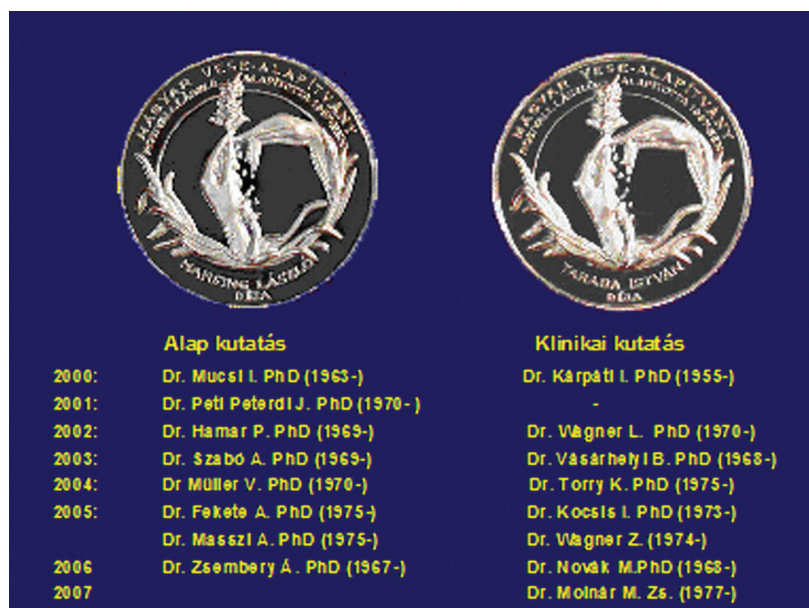 MAGYAR VESE-ALAPÍTVÁNY
HÁRSING LÁSZLÓ
DÉJA
MAGYAR VESE-ALAPÍTVÁNY
TARABA ISTVÁN
DÉJA
Alap kutatás Klinikai kutatás
2000: Dr. Mucsi I. PhD (1963-) Dr. Kárpáti I. PhD (1955-)
2001: Dr. Peti Peterdi J. PhD (1970- ) -
2002: Dr. Hamar P. PhD (1969-) Dr. Wagner L. PhD (1970-)
2003: Dr. Szabó A. PhD (1969-) Dr. Vásárhelyi B. PhD (1968-)
2004: Dr Müller V. PhD (1970-) Dr. Torry K. PhD (1975-)
2005: Dr. Fekete A. PhD (1975-) Dr. Kocsis I. PhD (1973-)
Dr. Masszi A. PhD (1975-) Dr. Wagner Z. (1974-)
2006 Dr. Zsembery Á. PhD (1967-) Dr. Novák M.PhD (1968-)
2007 Dr. Molnár M. Zs. (1977-)